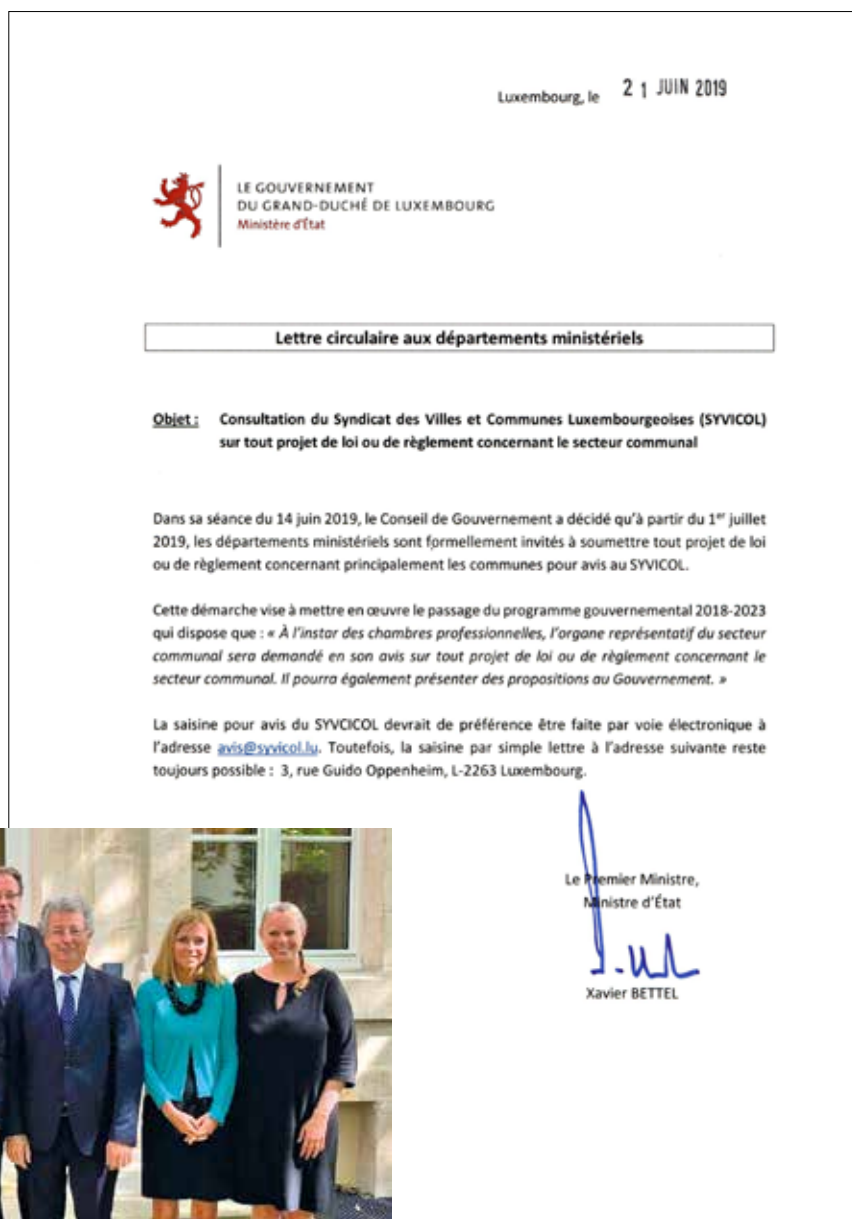 Luxembourg, le 21 JUIN 2019
LE GOUVERNEMENT
DU GRAND-DUCHÉ DE LUXEMBOURG
Ministère d'État
Lettre circulaire aux départements ministériels
Objet : Consultation du Syndicat des Villes et Communes Luxembourgeoises (SYVICOL)
sur tout projet de loi ou de règlement concernant le secteur communal
Dans sa séance du 14 juin 2019, le Conseil de Gouvernement a décidé qu'à partir du 1er juillet
2019, les départements ministériels sont formellement invités à soumettre tout projet de loi
ou de règlement concernant principalement les communes pour avis au SYVICOL.
Cette démarche vise à mettre en œuvre le passage du programme gouvernemental 2018-2023
qui dispose que : « À l'instar des chambres professionnelles, l'organe représentatif du secteur
communal sera demandé en son avis sur tout projet de loi ou de règlement concernant le
secteur communal. Il pourra également présenter des propositions au Gouvernement. »
La saisine pour avis du SYVCICOL devrait de préférence être faite par voie électronique à
l'adresse avis@syvicol.lu. Toutefois, la saisine par simple lettre à l'adresse suivante reste
toujours possible : 3, rue Guido Oppenheim, L-2263 Luxembourg.
Le Premier Ministre,
Ministre d'État
Xavier BETTEL